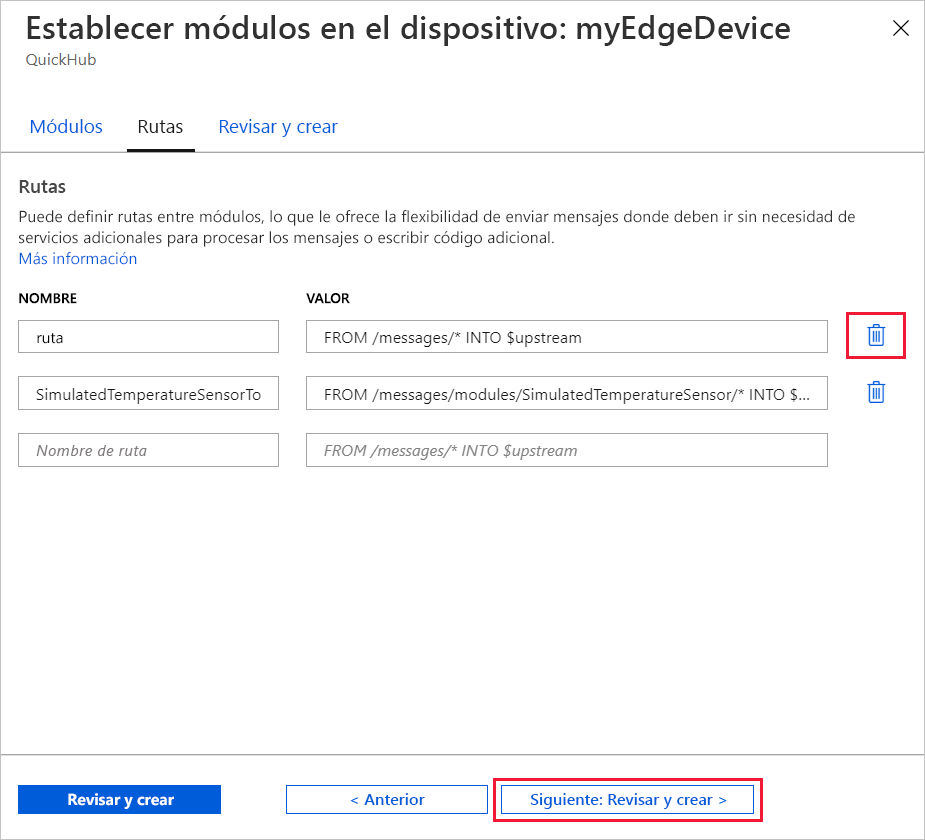 Establecer módulos en el dispositivo: myEdgeDevice
QuickHub
Módulos Rutas Revisar y crear
Rutas
Puede definir rutas entre módulos, lo que le ofrece la flexibilidad de enviar mensajes donde deben ir sin necesidad de
servicios adicionales para procesar los mensajes o escribir código adicional.
Más información
NOMBRE VALOR
ruta FROM /messages/* INTO $upstream
SimulatedTemperatureSensorTo FROM /messages/modules/SimulatedTemperatureSensor/* INTO $...
Nombre de ruta FROM /messages/* INTO $upstream
Revisar y crear < Anterior Siguiente: Revisar y crear >